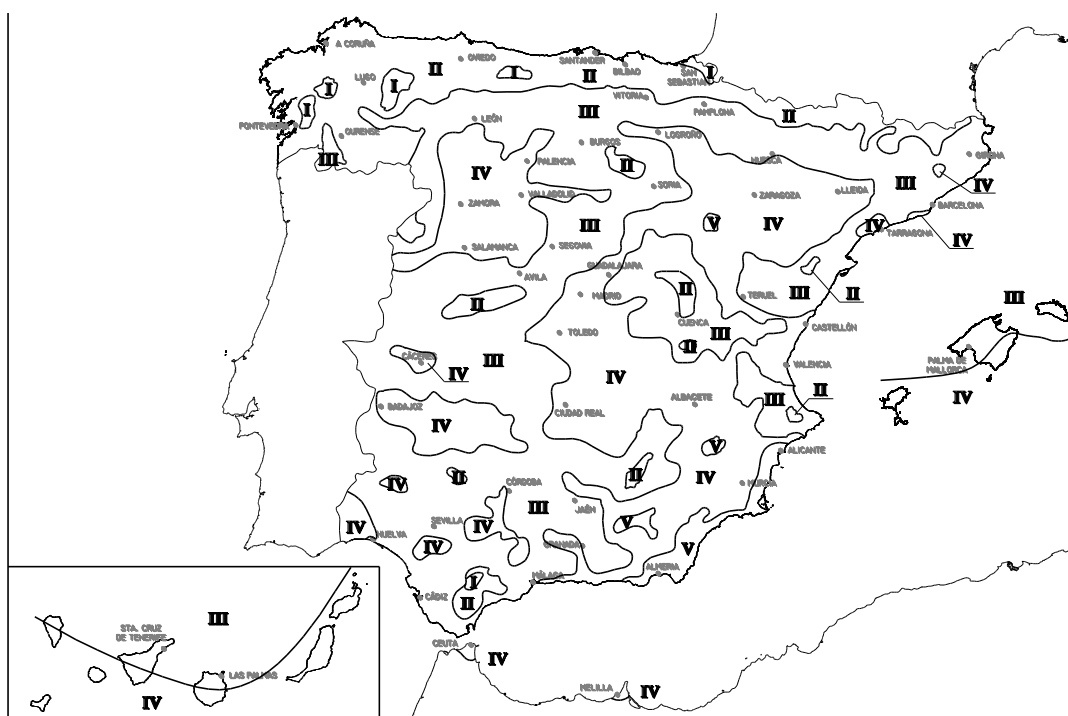 A CORUÑA
OVIEDO
SANTANDER
II
I
II
BILBAO
SAN
SEBASTIAN
I
LUGO
I
I
VITORIA
PAMPLONA
I
III
II
PONTEVEDRA
OURENSE
LEÓN
BURGOS
LOGROÑO
III
PALENCIA
II
HUESCA
GIRONA
IV
SORIA
III
IV
ZAMORA
VALLADOLID
ZARAGOZA
LLEIDA
BARCELONA
III
V
IV
IV
TARRAGONA
IV
SALAMANCA
SEGOVIA
AVILA
GUADALAJARA
II
II
MADRID
TERUEL
III
II
III
CUENCA
TOLEDO
III
CASTELLÓN
II
CÁCERES
III
IV
IV
VALENCIA
PALMA DE
MALLORCA
IV
BADAJOZ
CIUDAD REAL
ALBACETE
III
II
IV
V
ALICANTE
IV
II
II
IV
MURCIA
CÓRDOBA
III
JAÉN
IV
HUELVA
SEVILLA
IV
V
IV
GRANADA
V
I
MÁLAGA
ALMERIA
CÁDIZ
II
III
STA. CRUZ
DE TENERIFE
CEUTA
IV
LAS PALMAS
IV
MELILLA
IV